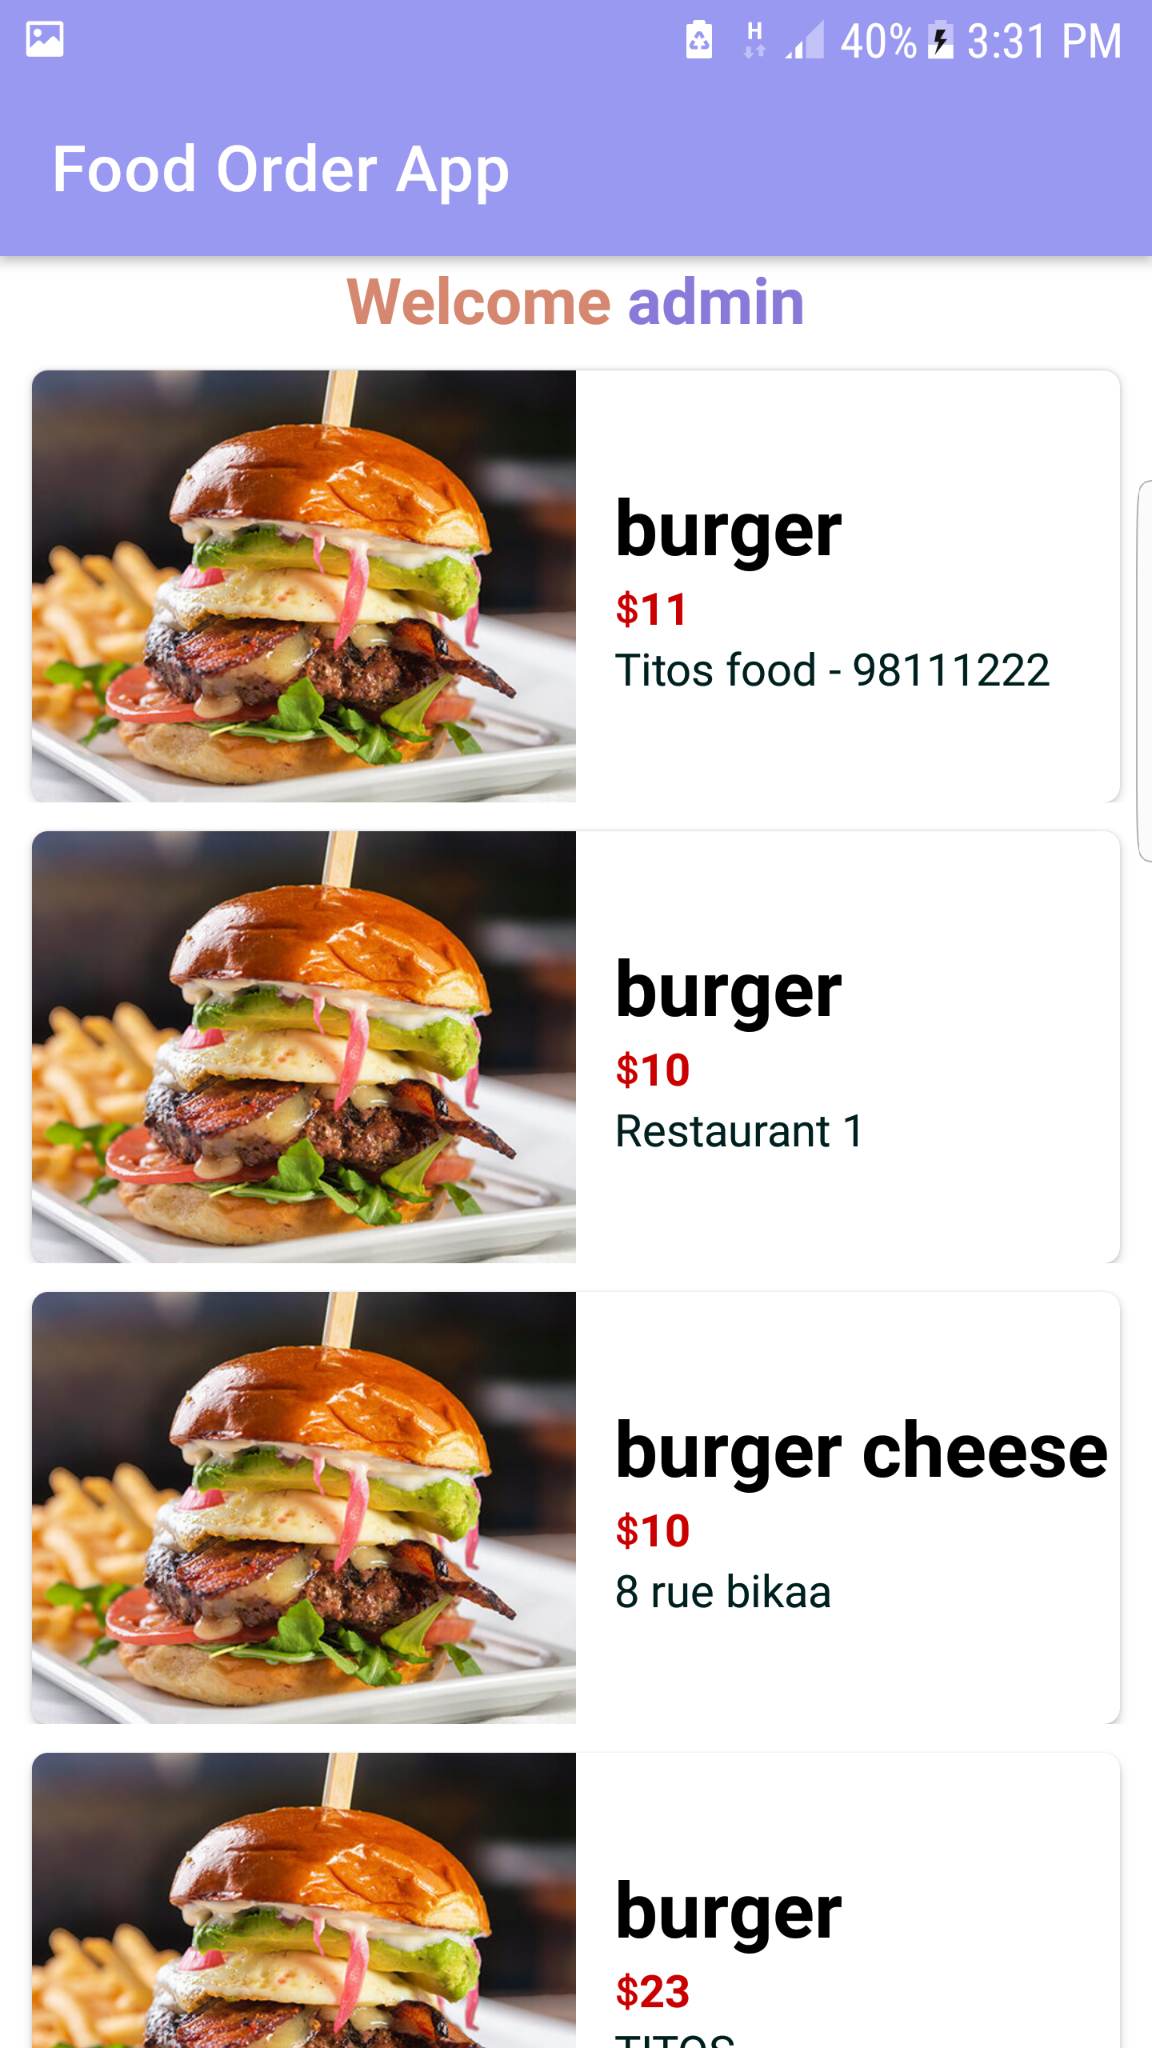 H 40% 3:31 PM
Food Order App
Welcome admin
burger
$11
Titos food - 98111222
burger
$10
Restaurant 1
burger cheese
$10
8 rue bikaa
burger
$23
TITOS